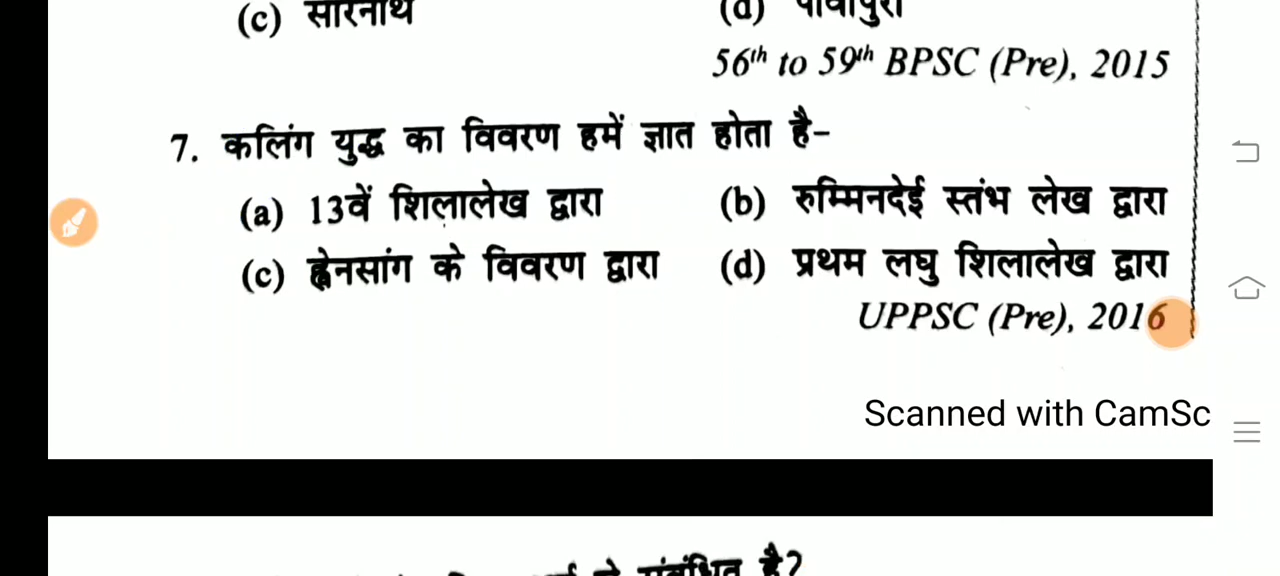 (c) सारनाथ (d) पावापुरी
56th to 59th BPSC (Pre), 2015
7. कलिंग युद्ध का विवरण हमें ज्ञात होता है–
(a) 13वें शिलालेख द्वारा (b) रुम्मिनदेई स्तंभ लेख द्वारा
(c) ह्वेनसांग के विवरण द्वारा (d) प्रथम लघु शिलालेख द्वारा
UPPSC (Pre), 2016
Scanned with CamSc
संबंधित है?